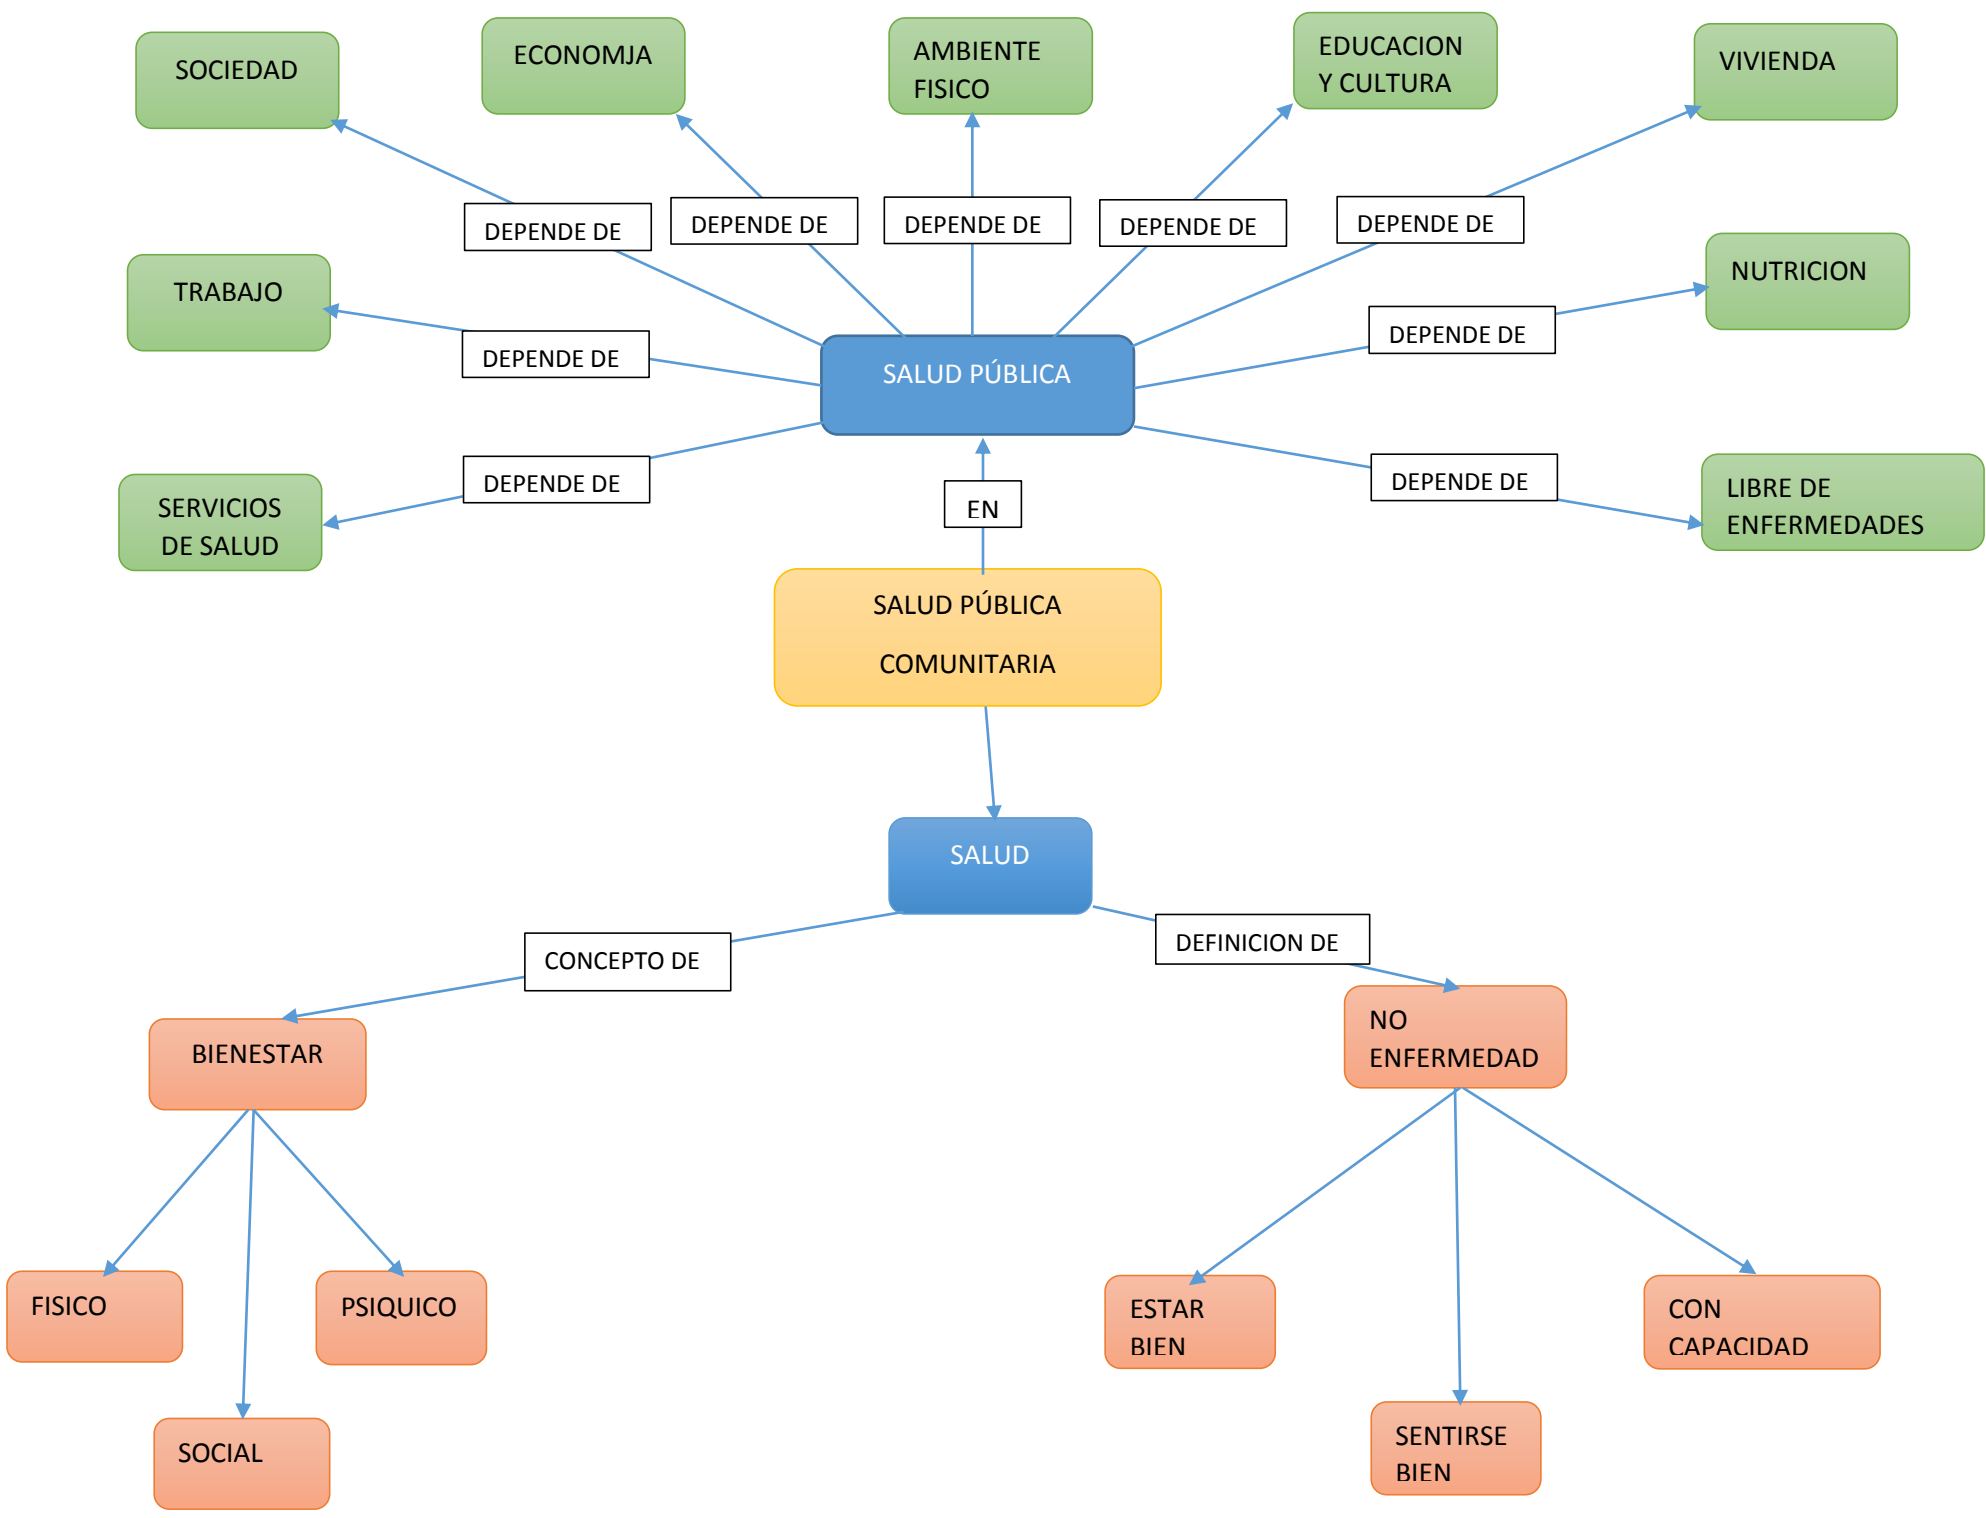 SOCIEDAD
ECONOMJA
AMBIENTE
FISICO
EDUCACION
Y CULTURA
VIVIENDA
DEPENDE DE
DEPENDE DE
DEPENDE DE
DEPENDE DE
DEPENDE DE
TRABAJO
NUTRICION
DEPENDE DE
DEPENDE DE
SALUD PÚBLICA
SERVICIOS
DE SALUD
DEPENDE DE
EN
DEPENDE DE
LIBRE DE
ENFERMEDADES
SALUD PÚBLICA
COMUNITARIA
SALUD
CONCEPTO DE
DEFINICION DE
BIENESTAR
NO
ENFERMEDAD
FISICO
PSIQUICO
SOCIAL
ESTAR
BIEN
CON
CAPACIDAD
SENTIRSE
BIEN